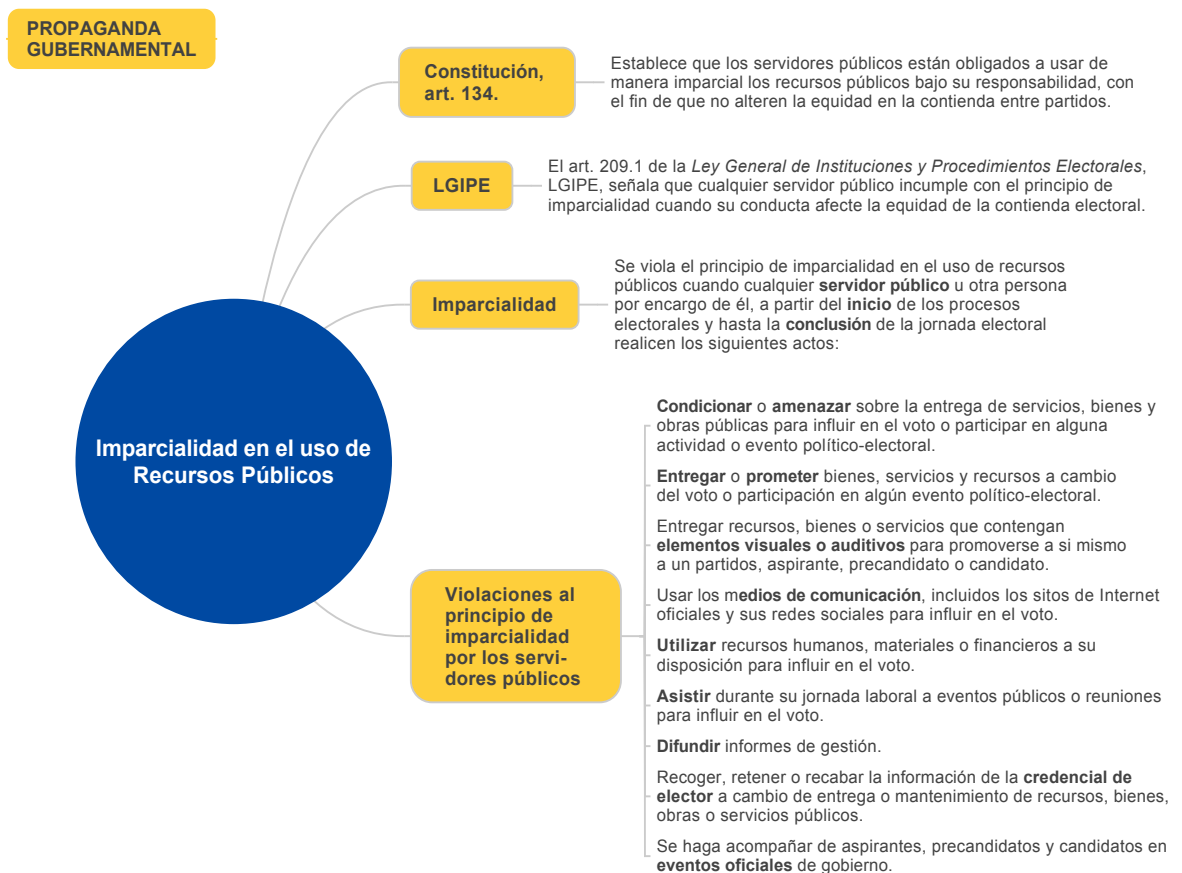 PROPAGANDA
GUBERNAMENTAL
Constitución,
art. 134.
Establece que los servidores públicos están obligados a usar de
manera imparcial los recursos públicos bajo su responsabilidad, con
el fin de que no alteren la equidad en la contienda entre partidos.
LGIPE
El art. 209.1 de la Ley General de Instituciones y Procedimientos Electorales,
LGIPE, señala que cualquier servidor público incumple con el principio de
imparcialidad cuando su conducta afecte la equidad de la contienda electoral.
Imparcialidad
Se viola el principio de imparcialidad en el uso de recursos
públicos cuando cualquier servidor público u otra persona
por encargo de él, a partir del inicio de los procesos
electorales y hasta la conclusión de la jornada electoral
realicen los siguientes actos:
Imparcialidad en el uso de
Recursos Públicos
Violaciones al
principio de
imparcialidad
por los servi-
dores públicos
Condicionar o amenazar sobre la entrega de servicios, bienes y
obras públicas para influir en el voto o participar en alguna
actividad o evento político-electoral.
Entregar o prometer bienes, servicios y recursos a cambio
del voto o participación en algún evento político-electoral.
Entregar recursos, bienes o servicios que contengan
elementos visuales o auditivos para promoverse a si mismo
a un partidos, aspirante, precandidato o candidato.
Usar los medios de comunicación, incluidos los sitos de Internet
oficiales y sus redes sociales para influir en el voto.
Utilizar recursos humanos, materiales o financieros a su
disposición para influir en el voto.
Asistir durante su jornada laboral a eventos públicos o reuniones
para influir en el voto.
Difundir informes de gestión.
Recoger, retener o recabar la información de la credencial de
elector a cambio de entrega o mantenimiento de recursos, bienes,
obras o servicios públicos.
Se haga acompañar de aspirantes, precandidatos y candidatos en
eventos oficiales de gobierno.